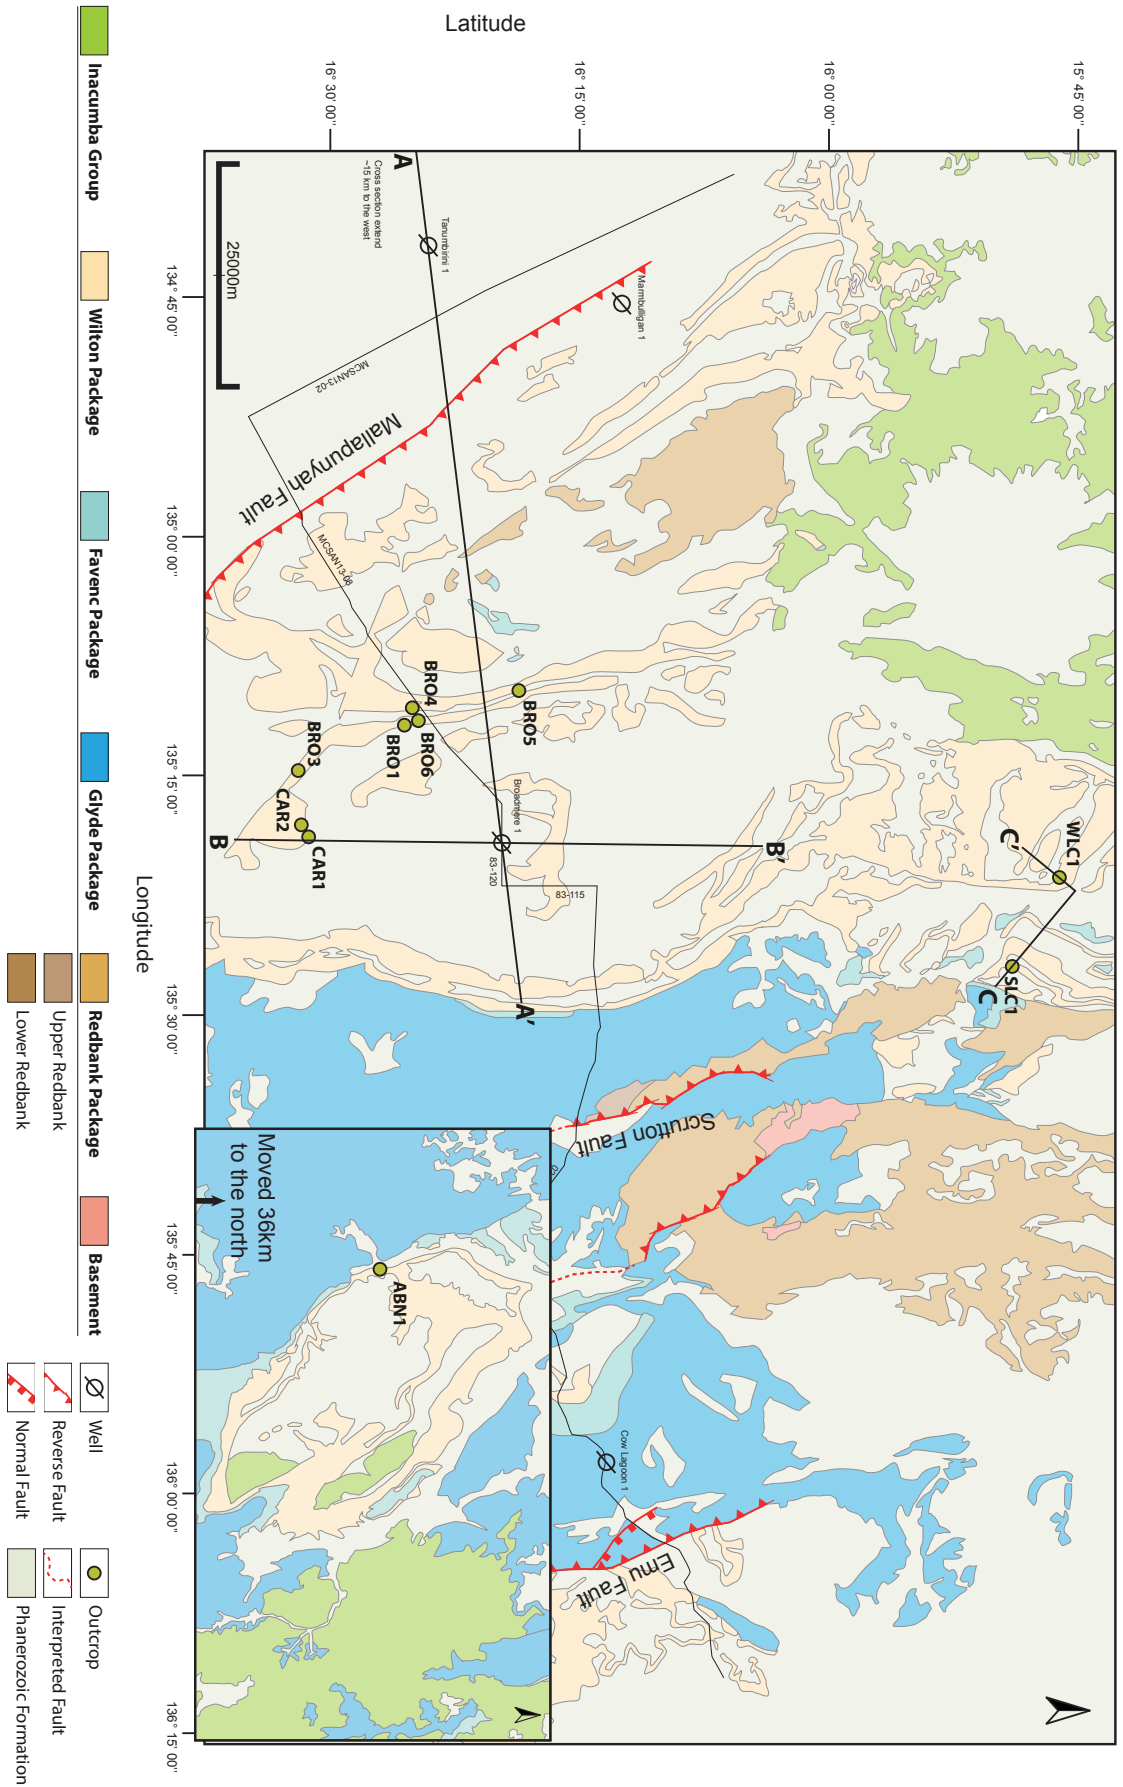 Latitude
16° 30' 00"
16° 15' 00"
16° 00' 00"
15° 45' 00"
Longitude
134° 45' 00"
135° 00' 00"
135° 15' 00"
135° 30' 00"
135° 45' 00"
136° 00' 00"
136° 15' 00"
A
Cross section extend
~15 km to the west
Tanumbirini 1
Marmbulligan 1
25000m
MCSAN13-02
Mallapunyah Fault
MCSAN13-08
BRO4
BRO6
BRO5
BRO1
BRO3
CAR2
CAR1
Broadmere 1
B
B'
83-120
83-115
A'
WLC1
C'
SLC1
C
Scrutton Fault
Cow Lagoon 1
Emu Fault
Moved 36km
to the north
ABN1
Inacumba Group
Wilton Package
Favenc Package
Glyde Package
Redbank Package
Upper Redbank
Lower Redbank
Basement
Well
Reverse Fault
Normal Fault
Outcrop
Interpreted Fault
Phanerozoic Formation